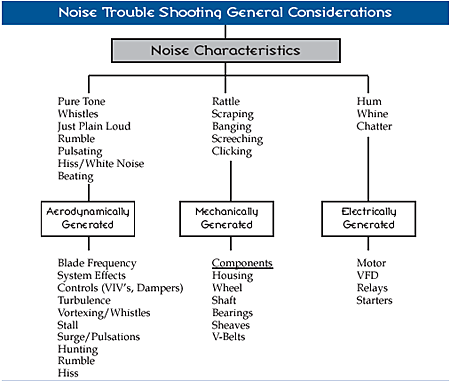 Noise Trouble Shooting General Considerations
Noise Characteristics
Pure Tone
Whistles
Just Plain Loud
Rumble
Pulsating
Hiss/White Noise
Beating
Rattle
Scraping
Banging
Screeching
Clicking
Hum
Whine
Chatter
Aerodynamically
Generated
Mechanically
Generated
Electrically
Generated
Blade Frequency
System Effects
Controls (VIV's, Dampers)
Turbulence
Vortexing/Whistles
Stall
Surge/Pulsations
Hunting
Rumble
Hiss
Components
Housing
Wheel
Shaft
Bearings
Sheaves
V-Belts
Motor
VFD
Relays
Starters